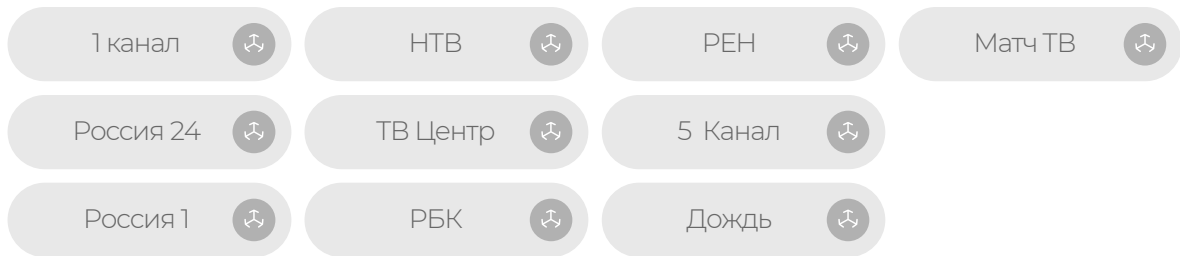 1 канал
НТВ
РЕН
Матч ТВ
Россия 24
ТВ Центр
5 Канал
Россия 1
РБК
Дождь